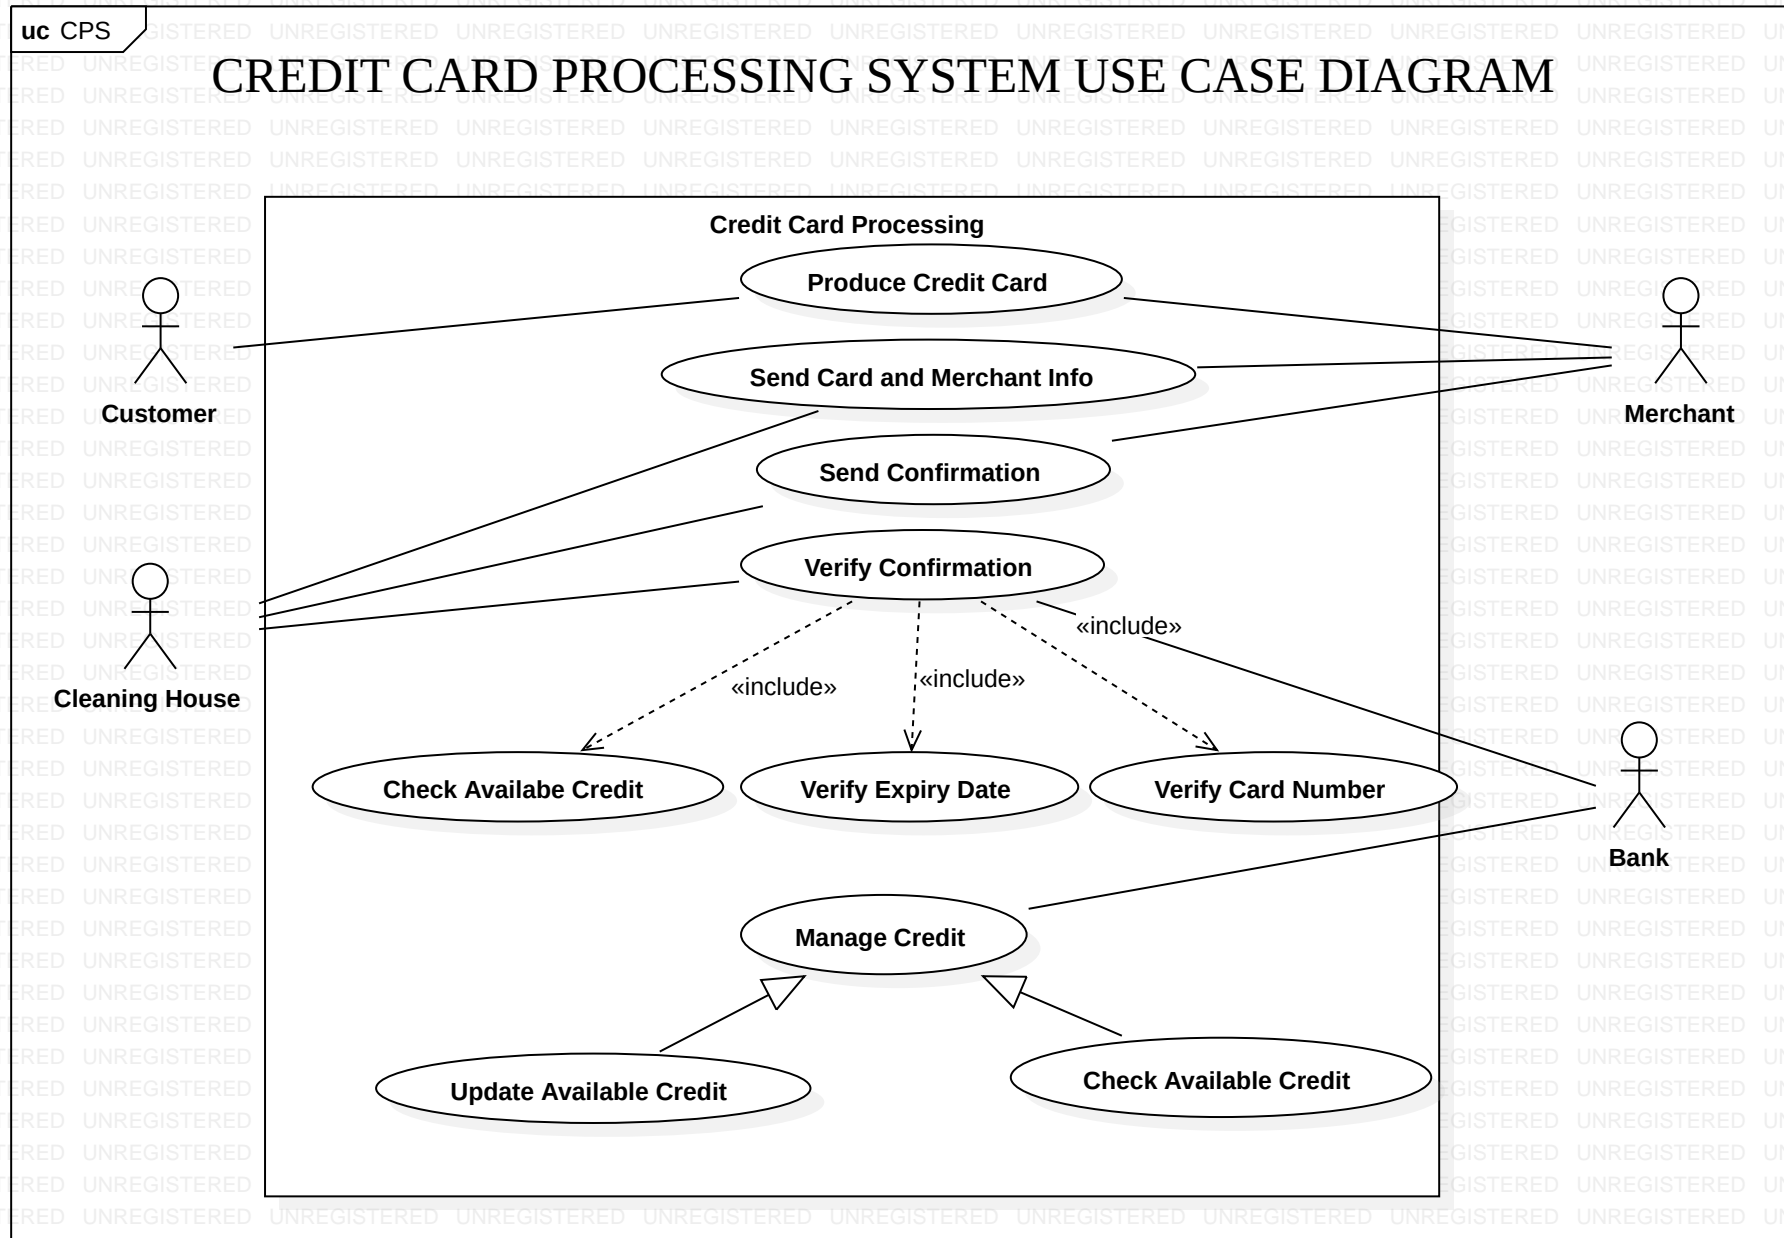 uc CPS
CREDIT CARD PROCESSING SYSTEM USE CASE DIAGRAM
Credit Card Processing
Produce Credit Card
Send Card and Merchant Info
Customer
Merchant
Send Confirmation
Verify Confirmation
«include»
«include»
«include»
Cleaning House
Check Availabe Credit
Verify Expiry Date
Verify Card Number
Bank
Manage Credit
Update Available Credit
Check Available Credit
UNREGISTERED